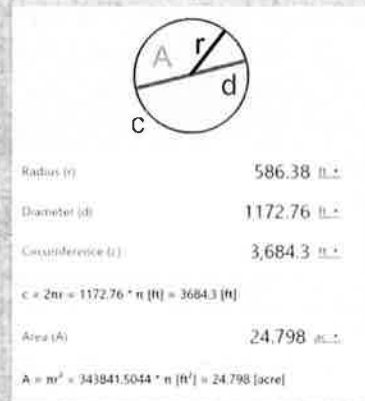 A r
d
C
Radius (r) 586.38 ft
Diameter (d) 1172.76 ft
Circumference (c) 3,684.3 ft
c = 2πr = 1172.76 * π [ft] = 3684.3 [ft]
Area (A) 24.798 ac
A = πr² = 343841.5044 * π [ft²] = 24.798 [acre]